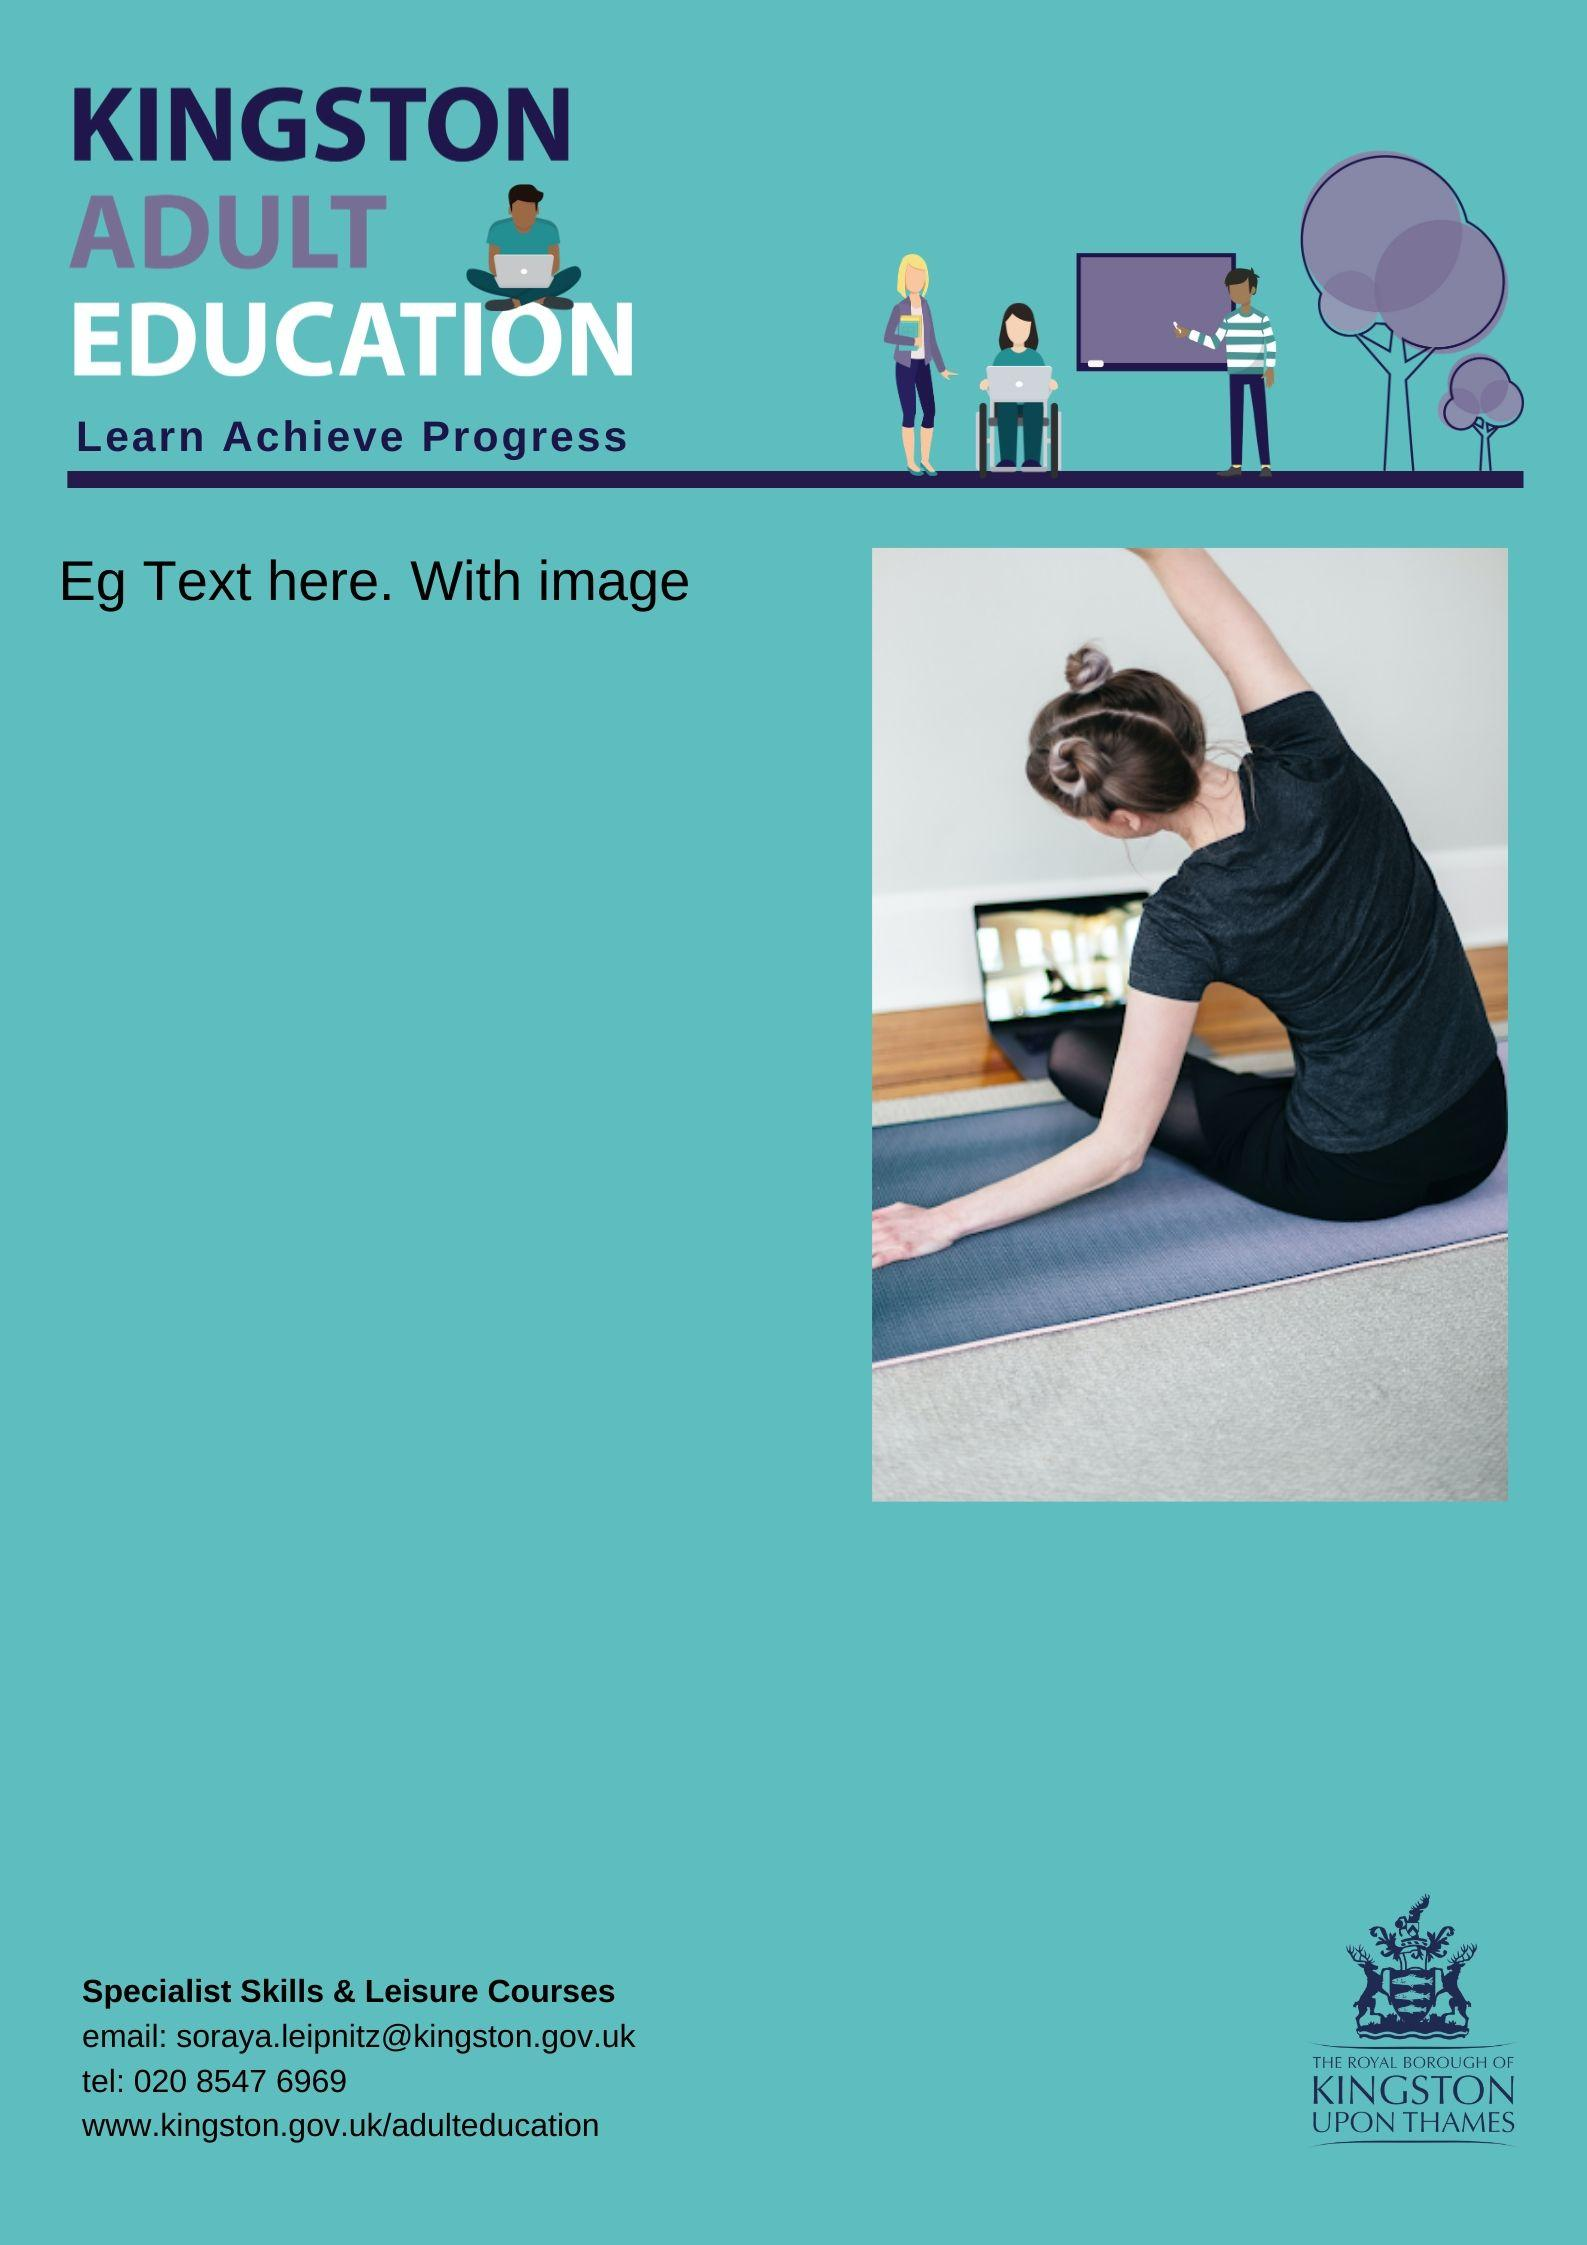 KINGSTON
ADULT
EDUCATION
Learn Achieve Progress
Eg Text here. With image
Specialist Skills & Leisure Courses
email: soraya.leipnitz@kingston.gov.uk
tel: 020 8547 6969
www.kingston.gov.uk/adulteducation
THE ROYAL BOROUGH OF
KINGSTON
UPON THAMES